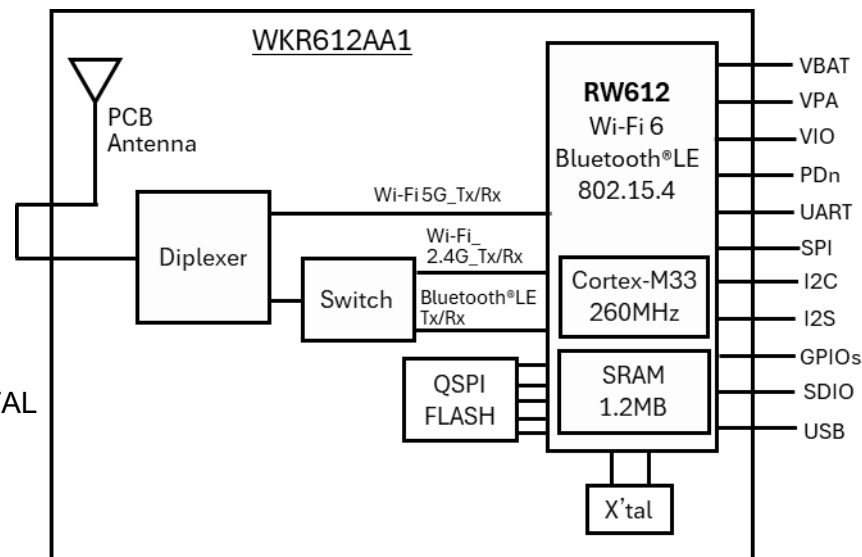 WKR612AA1
PCB
Antenna
Diplexer
Wi-Fi 5G_Tx/Rx
Wi-Fi_
2.4G_Tx/Rx
Switch
Bluetooth®LE
Tx/Rx
QSPI
FLASH
RW612
Wi-Fi 6
Bluetooth®LE
802.15.4
Cortex-M33
260MHz
SRAM
1.2MB
X'tal
VBAT
VPA
VIO
PDn
UART
SPI
I2C
I2S
GPIOs
SDIO
USB